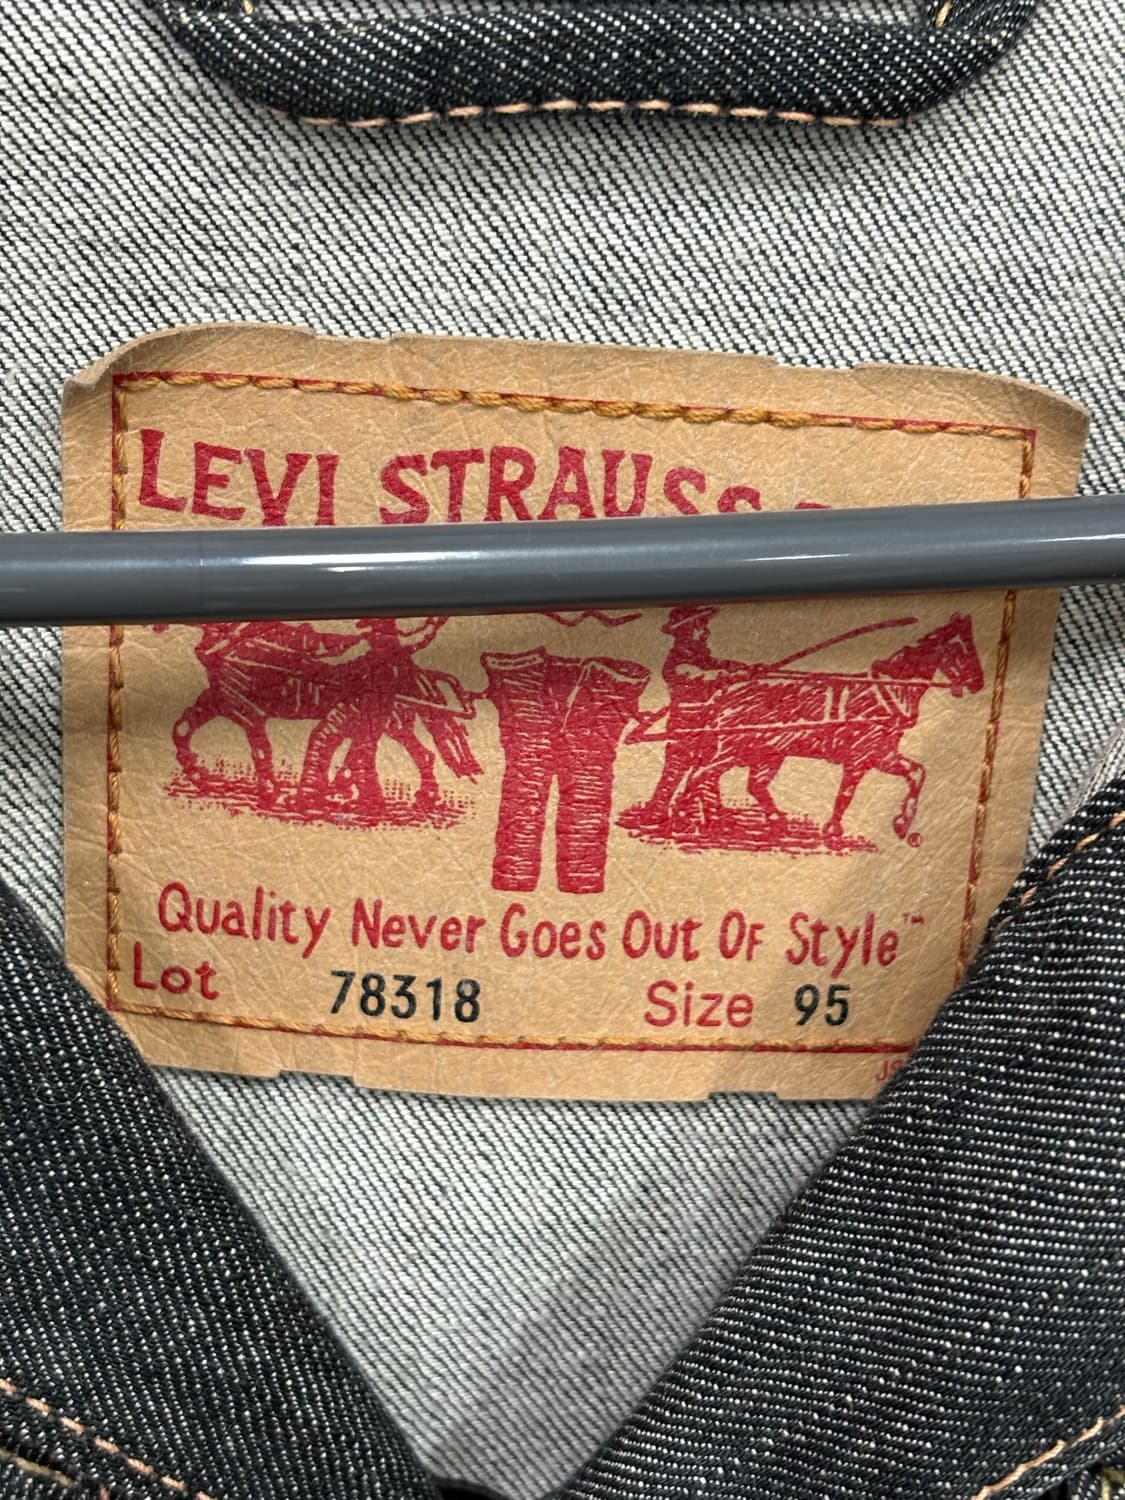 LEVI STRAUSS
Quality Never Goes Out Of Style™
Lot 78318 Size 95